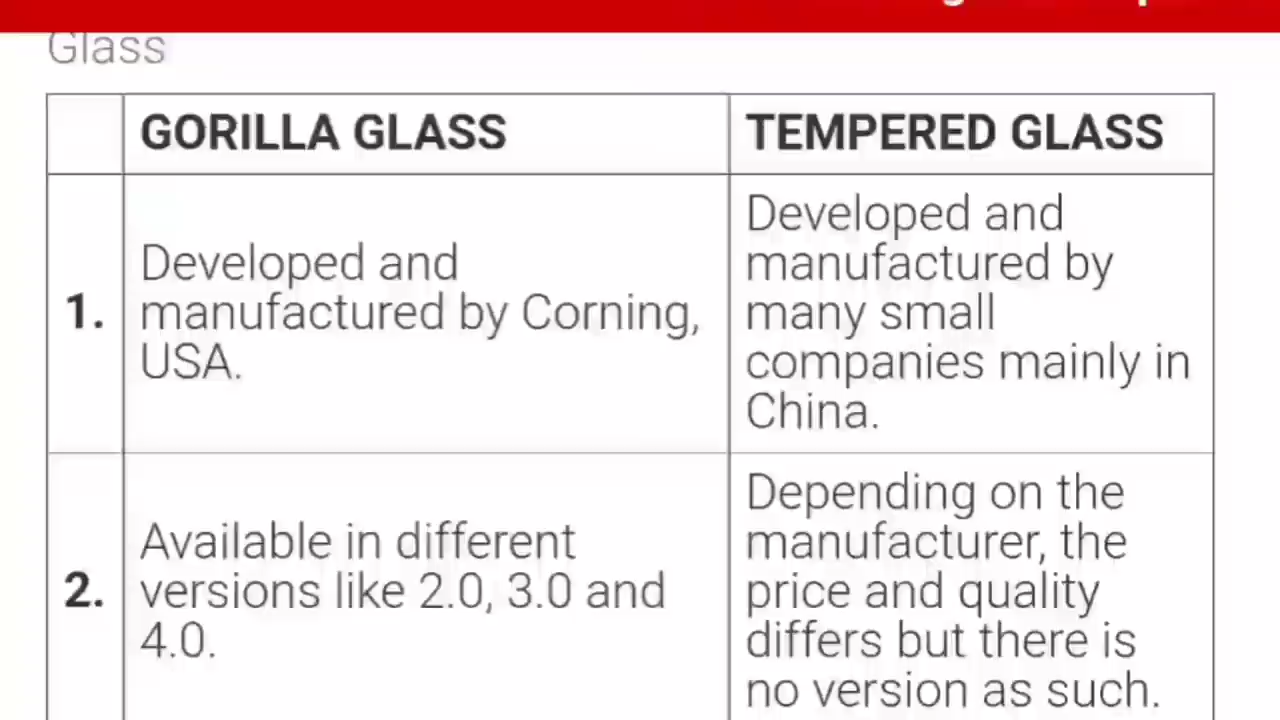 Glass
GORILLA GLASS
TEMPERED GLASS
1.
Developed and
manufactured by Corning,
USA.
Developed and
manufactured by
many small
companies mainly in
China.
2.
Available in different
versions like 2.0, 3.0 and
4.0.
Depending on the
manufacturer, the
price and quality
differs but there is
no version as such.